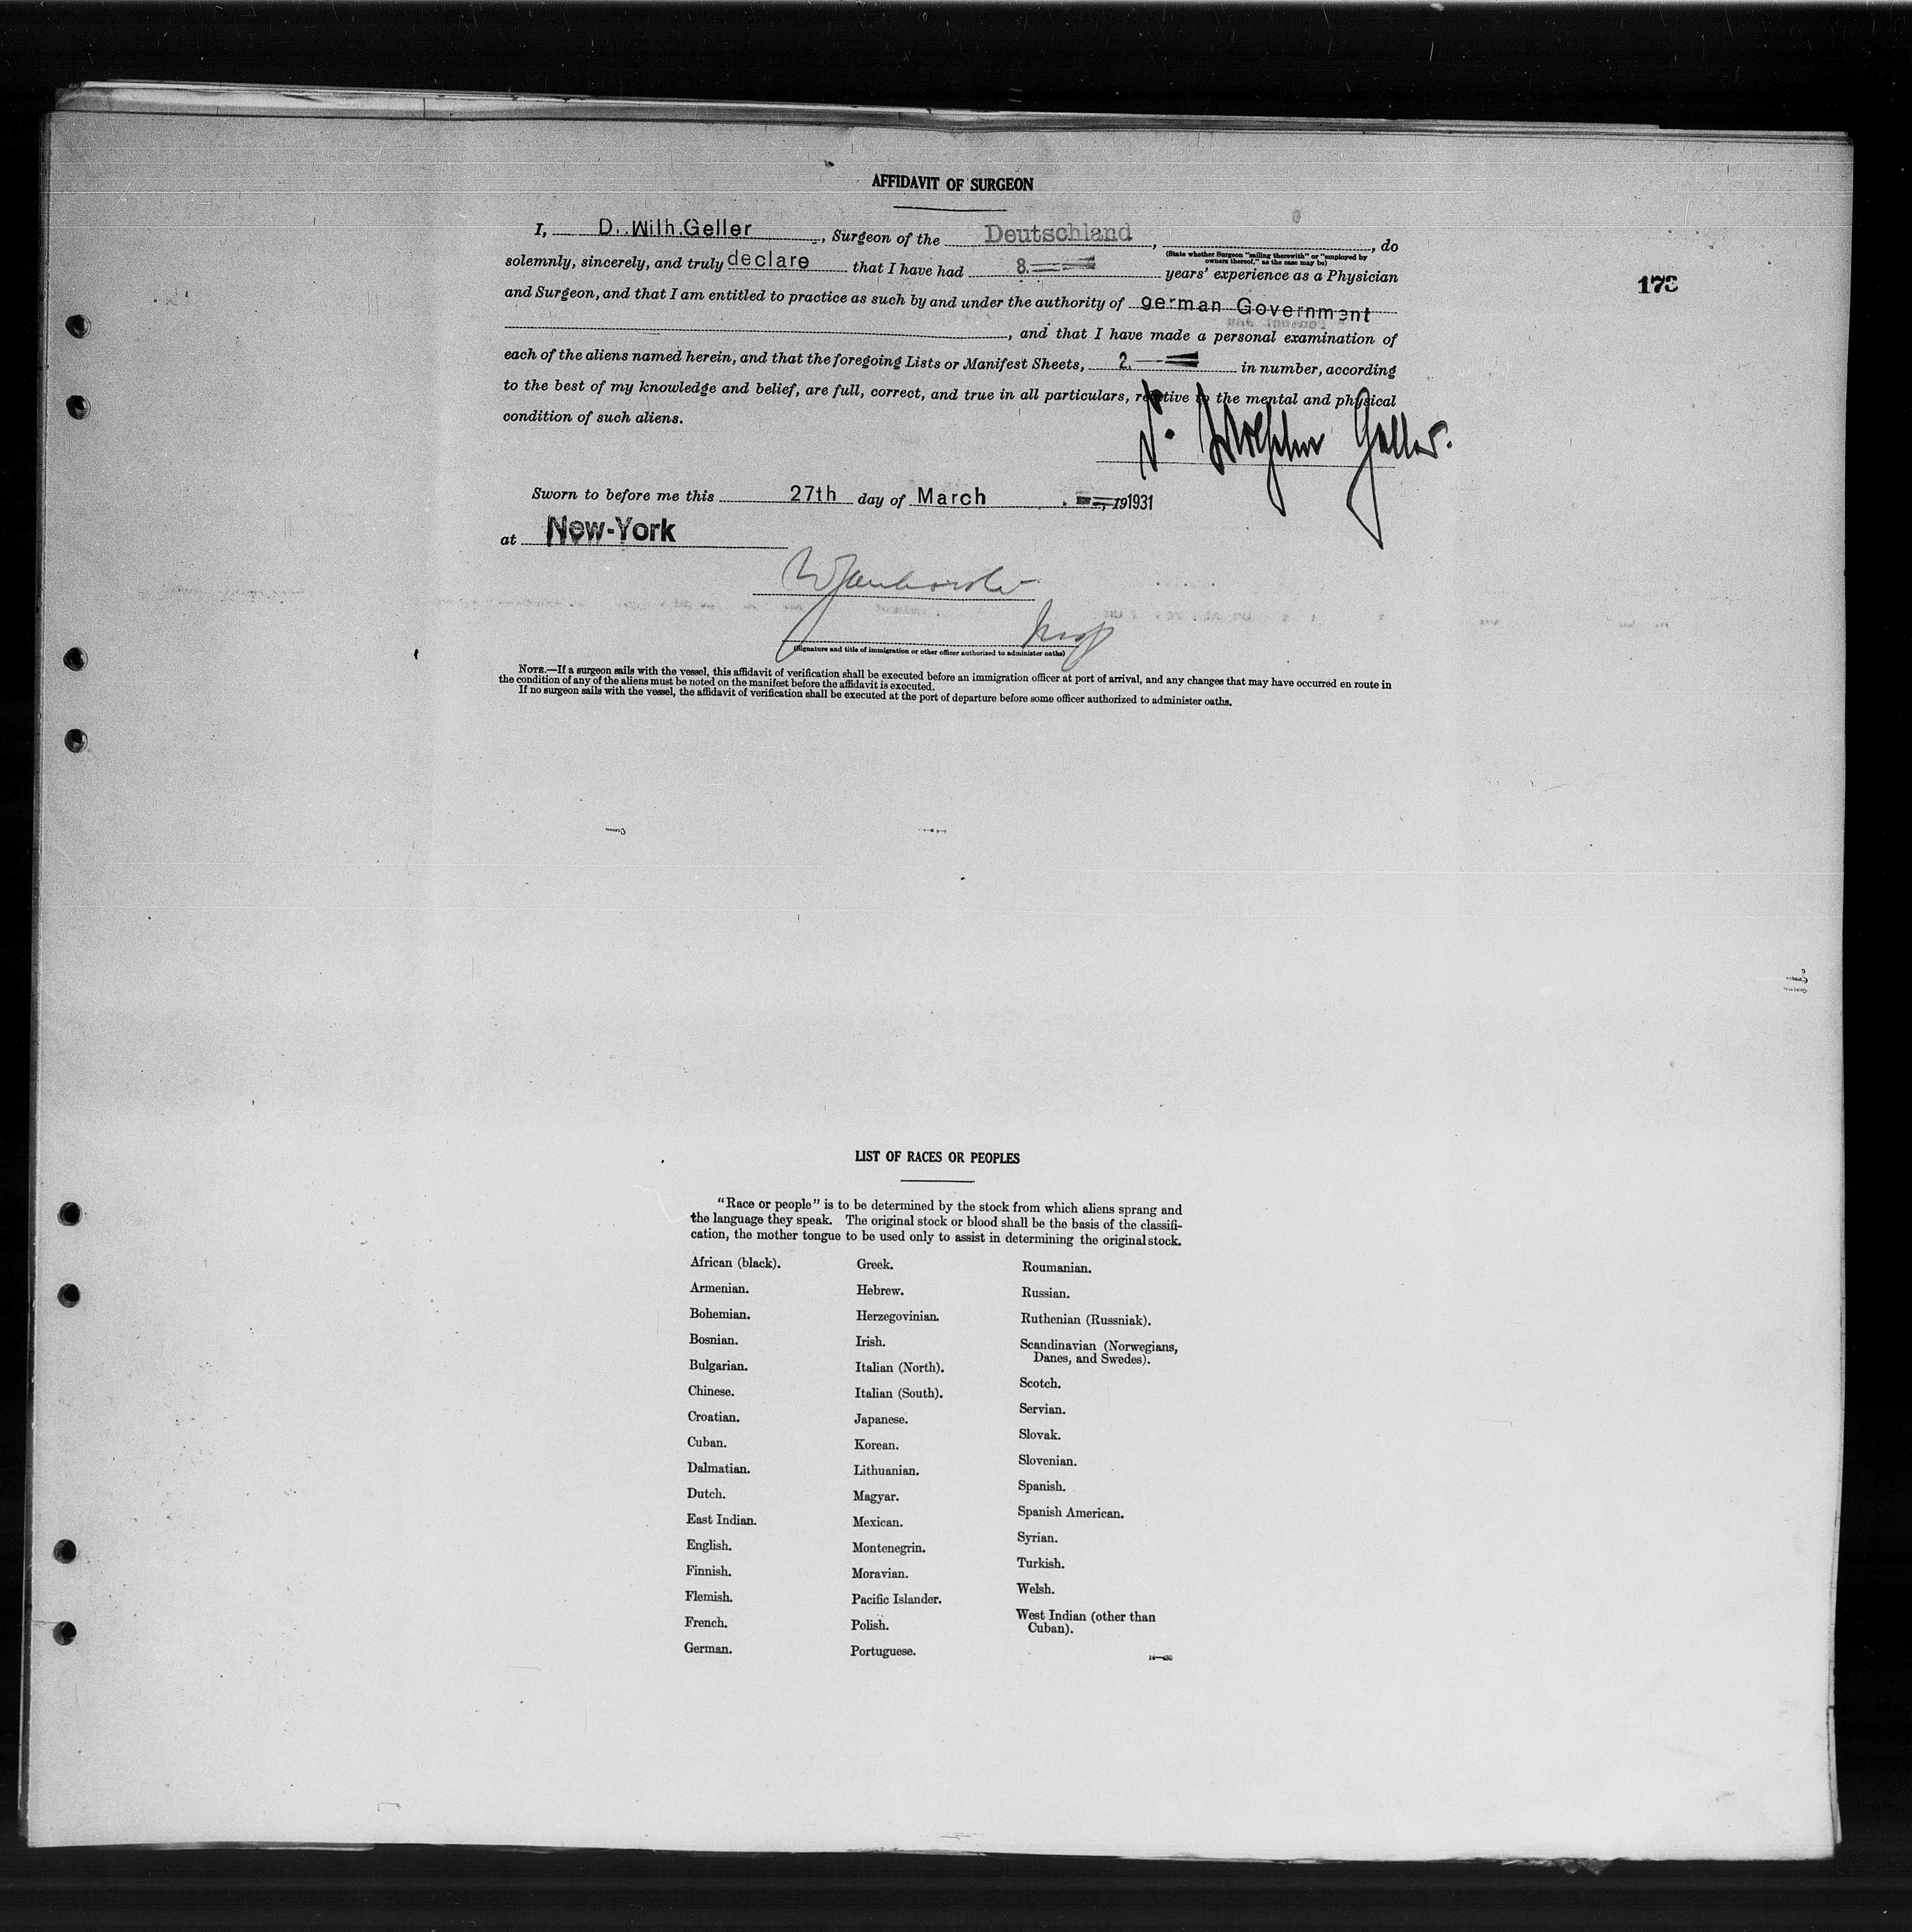 AFFIDAVIT OF SURGEON
I, D. Wilh. Geller, Surgeon of the Deutschland, , do
(State whether Surgeon "sailing therewith" or "employed by
owners thereof," as the case may be)
solemnly, sincerely, and truly declare that I have had 8. years' experience as a Physician
173
and Surgeon, and that I am entitled to practice as such by and under the authority of german Government
, and that I have made a personal examination of
each of the aliens named herein, and that the foregoing Lists or Manifest Sheets, 2. in number, according
to the best of my knowledge and belief, are full, correct, and true in all particulars, relative to the mental and physical
condition of such aliens.
Dr. Wilhelm Geller.
Sworn to before me this 27th day of March , 191931
at New-York
Insp
(Signature and title of immigration or other officer authorized to administer oaths)
NOTE.—If a surgeon sails with the vessel, this affidavit of verification shall be executed before an immigration officer at port of arrival, and any changes that may have occurred en route in
the condition of any of the aliens must be noted on the manifest before the affidavit is executed.
If no surgeon sails with the vessel, the affidavit of verification shall be executed at the port of departure before some officer authorized to administer oaths.
LIST OF RACES OR PEOPLES
"Race or people" is to be determined by the stock from which aliens sprang and
the language they speak. The original stock or blood shall be the basis of the classifi-
cation, the mother tongue to be used only to assist in determining the original stock.
African (black).
Armenian.
Bohemian.
Bosnian.
Bulgarian.
Chinese.
Croatian.
Cuban.
Dalmatian.
Dutch.
East Indian.
English.
Finnish.
Flemish.
French.
German.
Greek.
Hebrew.
Herzegovinian.
Irish.
Italian (North).
Italian (South).
Japanese.
Korean.
Lithuanian.
Magyar.
Mexican.
Montenegrin.
Moravian.
Pacific Islander.
Polish.
Portuguese.
Roumanian.
Russian.
Ruthenian (Russniak).
Scandinavian (Norwegians,
Danes, and Swedes).
Scotch.
Servian.
Slovak.
Slovenian.
Spanish.
Spanish American.
Syrian.
Turkish.
Welsh.
West Indian (other than
Cuban).